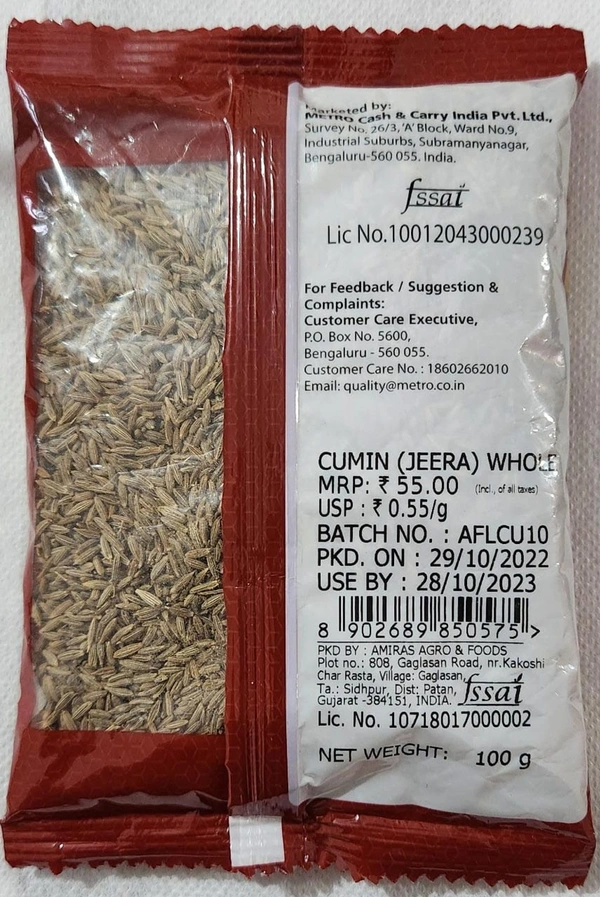 Marketed by:
METRO Cash & Carry India Pvt. Ltd.,
Survey No. 26/3, 'A' Block, Ward No.9,
Industrial Suburbs, Subramanyanagar,
Bengaluru-560 055. India.
fssai
Lic No.10012043000239
For Feedback / Suggestion &
Complaints:
Customer Care Executive,
P.O. Box No. 5600,
Bengaluru - 560 055.
Customer Care No. : 18602662010
Email: quality@metro.co.in
CUMIN (JEERA) WHOLE
MRP: ₹ 55.00 (Incl., of all taxes)
USP : ₹ 0.55/g
BATCH NO. : AFLCU10
PKD. ON : 29/10/2022
USE BY : 28/10/2023
8 902689 850575 >
PKD BY : AMIRAS AGRO & FOODS
Plot no.: 808, Gaglasan Road, nr.Kakoshi
Char Rasta, Village: Gaglasan,
Ta.: Sidhpur, Dist: Patan,
Gujarat -384151, INDIA.
fssai
Lic. No. 10718017000002
NET WEIGHT: 100 g